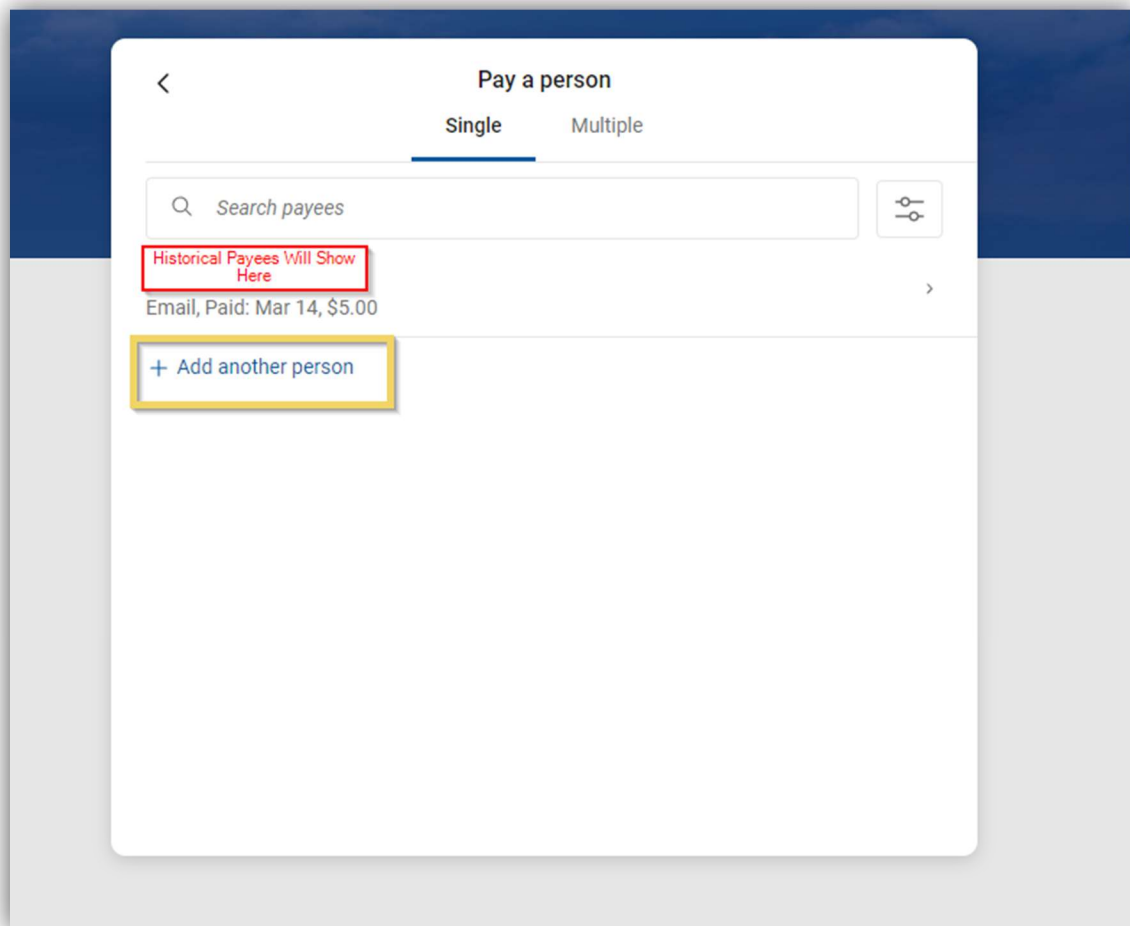 Pay a person
Single Multiple
Search payees
Historical Payees Will Show
Here
Email, Paid: Mar 14, $5.00
+ Add another person